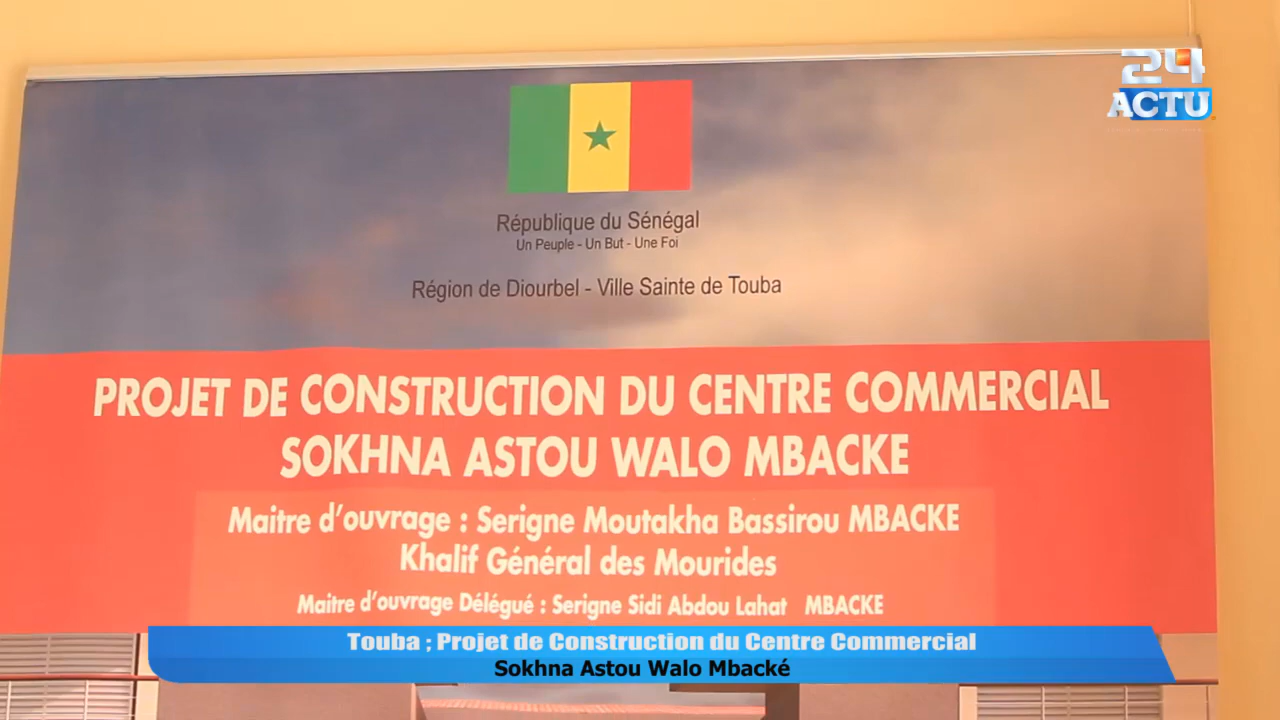 24
ACTU
République du Sénégal
Un Peuple - Un But - Une Foi
Région de Diourbel - Ville Sainte de Touba
PROJET DE CONSTRUCTION DU CENTRE COMMERCIAL
SOKHNA ASTOU WALO MBACKE
Maitre d'ouvrage : Serigne Moutakha Bassirou MBACKE
Khalif Général des Mourides
Maitre d'ouvrage Délégué : Serigne Sidi Abdou Lahat MBACKE
Touba ; Projet de Construction du Centre Commercial
Sokhna Astou Walo Mbacké